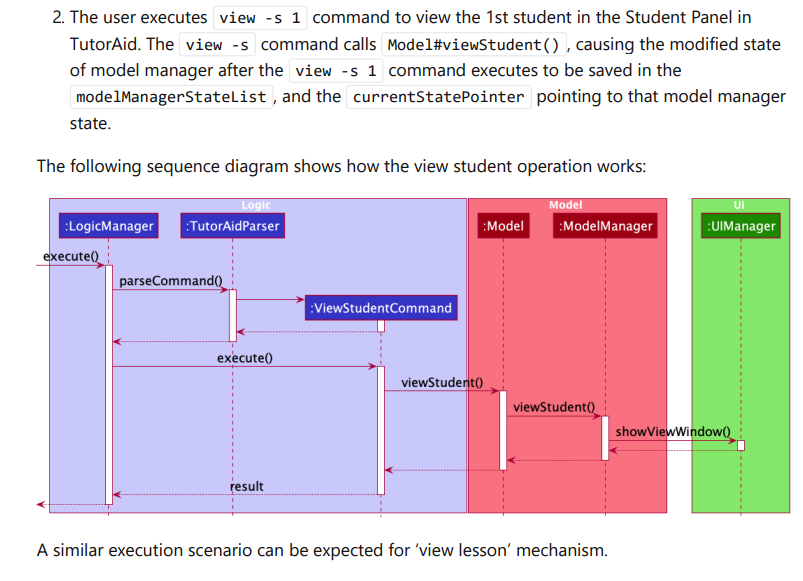 2. The user executes view -s 1 command to view the 1st student in the Student Panel in
TutorAid. The view -s command calls Model#viewStudent() , causing the modified state
of model manager after the view -s 1 command executes to be saved in the
modelManagerStateList , and the currentStatePointer pointing to that model manager
state.
The following sequence diagram shows how the view student operation works:
Logic
Model
Ui
:LogicManager
:TutorAidParser
:Model
:ModelManager
:UIManager
execute()
parseCommand()
:ViewStudentCommand
execute()
viewStudent()
viewStudent()
showViewWindow()
result
A similar execution scenario can be expected for ‘view lesson’ mechanism.